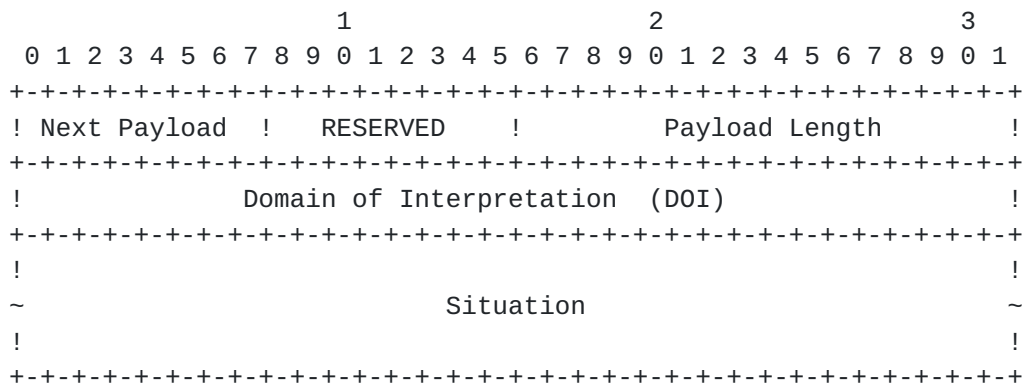 1                   2                   3
 0 1 2 3 4 5 6 7 8 9 0 1 2 3 4 5 6 7 8 9 0 1 2 3 4 5 6 7 8 9 0 1
+-+-+-+-+-+-+-+-+-+-+-+-+-+-+-+-+-+-+-+-+-+-+-+-+-+-+-+-+-+-+-+-+
! Next Payload  !   RESERVED    !         Payload Length        !
+-+-+-+-+-+-+-+-+-+-+-+-+-+-+-+-+-+-+-+-+-+-+-+-+-+-+-+-+-+-+-+-+
!              Domain of Interpretation  (DOI)                  !
+-+-+-+-+-+-+-+-+-+-+-+-+-+-+-+-+-+-+-+-+-+-+-+-+-+-+-+-+-+-+-+-+
!                                                               !
~                           Situation                           ~
!                                                               !
+-+-+-+-+-+-+-+-+-+-+-+-+-+-+-+-+-+-+-+-+-+-+-+-+-+-+-+-+-+-+-+-+